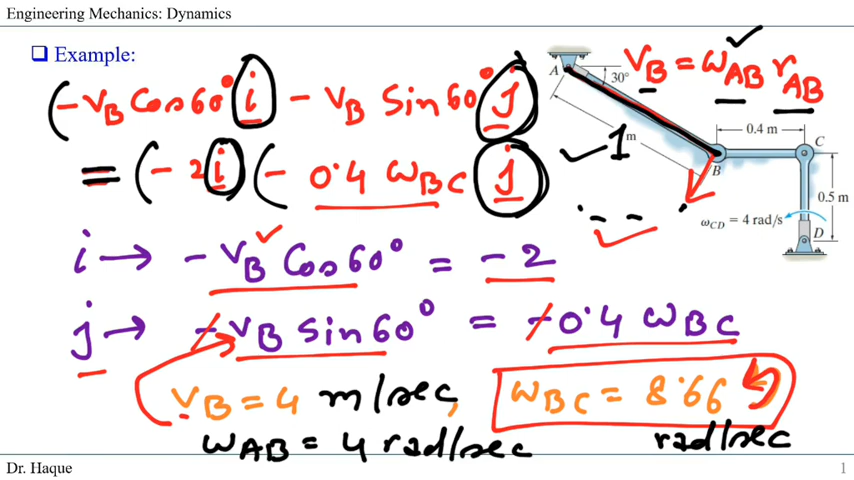 Engineering Mechanics: Dynamics
❑ Example:
(-VB Cos60° i - VB Sin60° j
= (-2i) (-0.4 ωBC j)
VB = ωAB rAB
A
30°
m
1
0.4 m
C
B
0.5 m
ωCD = 4 rad/s
D
i → - VB Cos60° = -2
j → - VB Sin60° = -0.4 ωBC
VB = 4 m/sec, ωBC = 8.66
ωAB = 4 rad/sec rad/sec
Dr. Haque
1